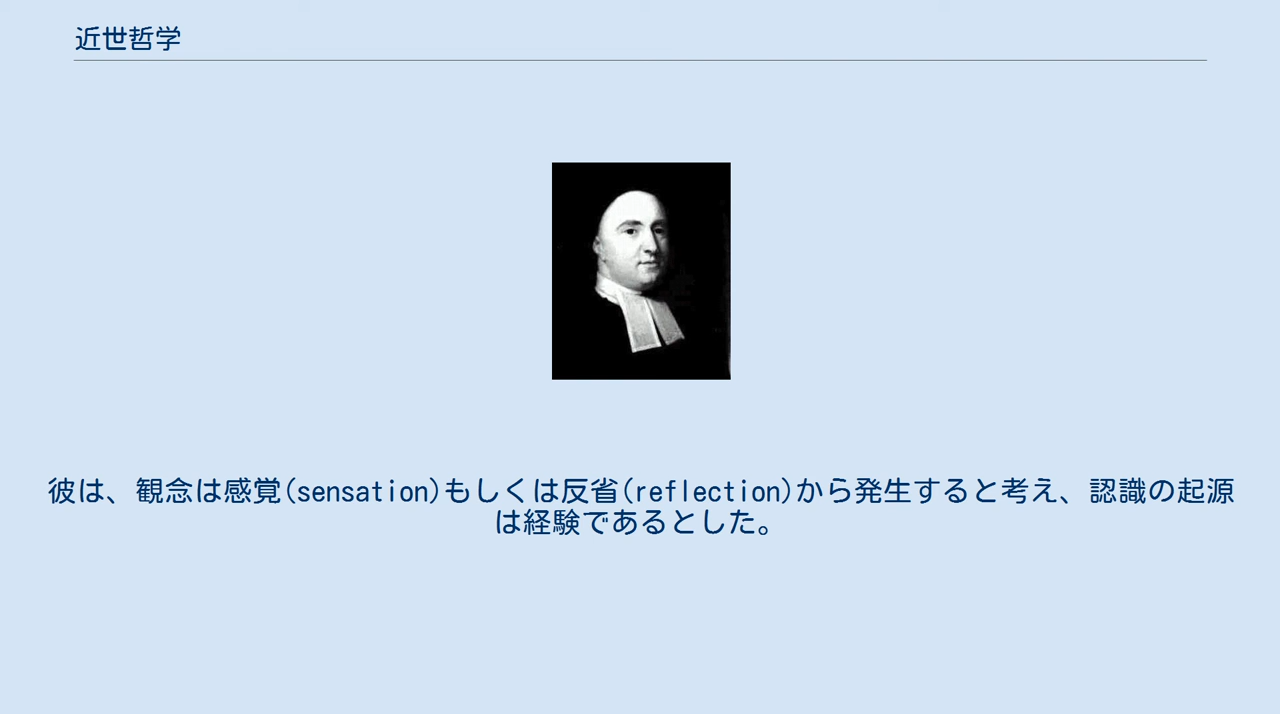 近世哲学
彼は、観念は感覚(sensation)もしくは反省(reflection)から発生すると考え、認識の起源
は経験であるとした。